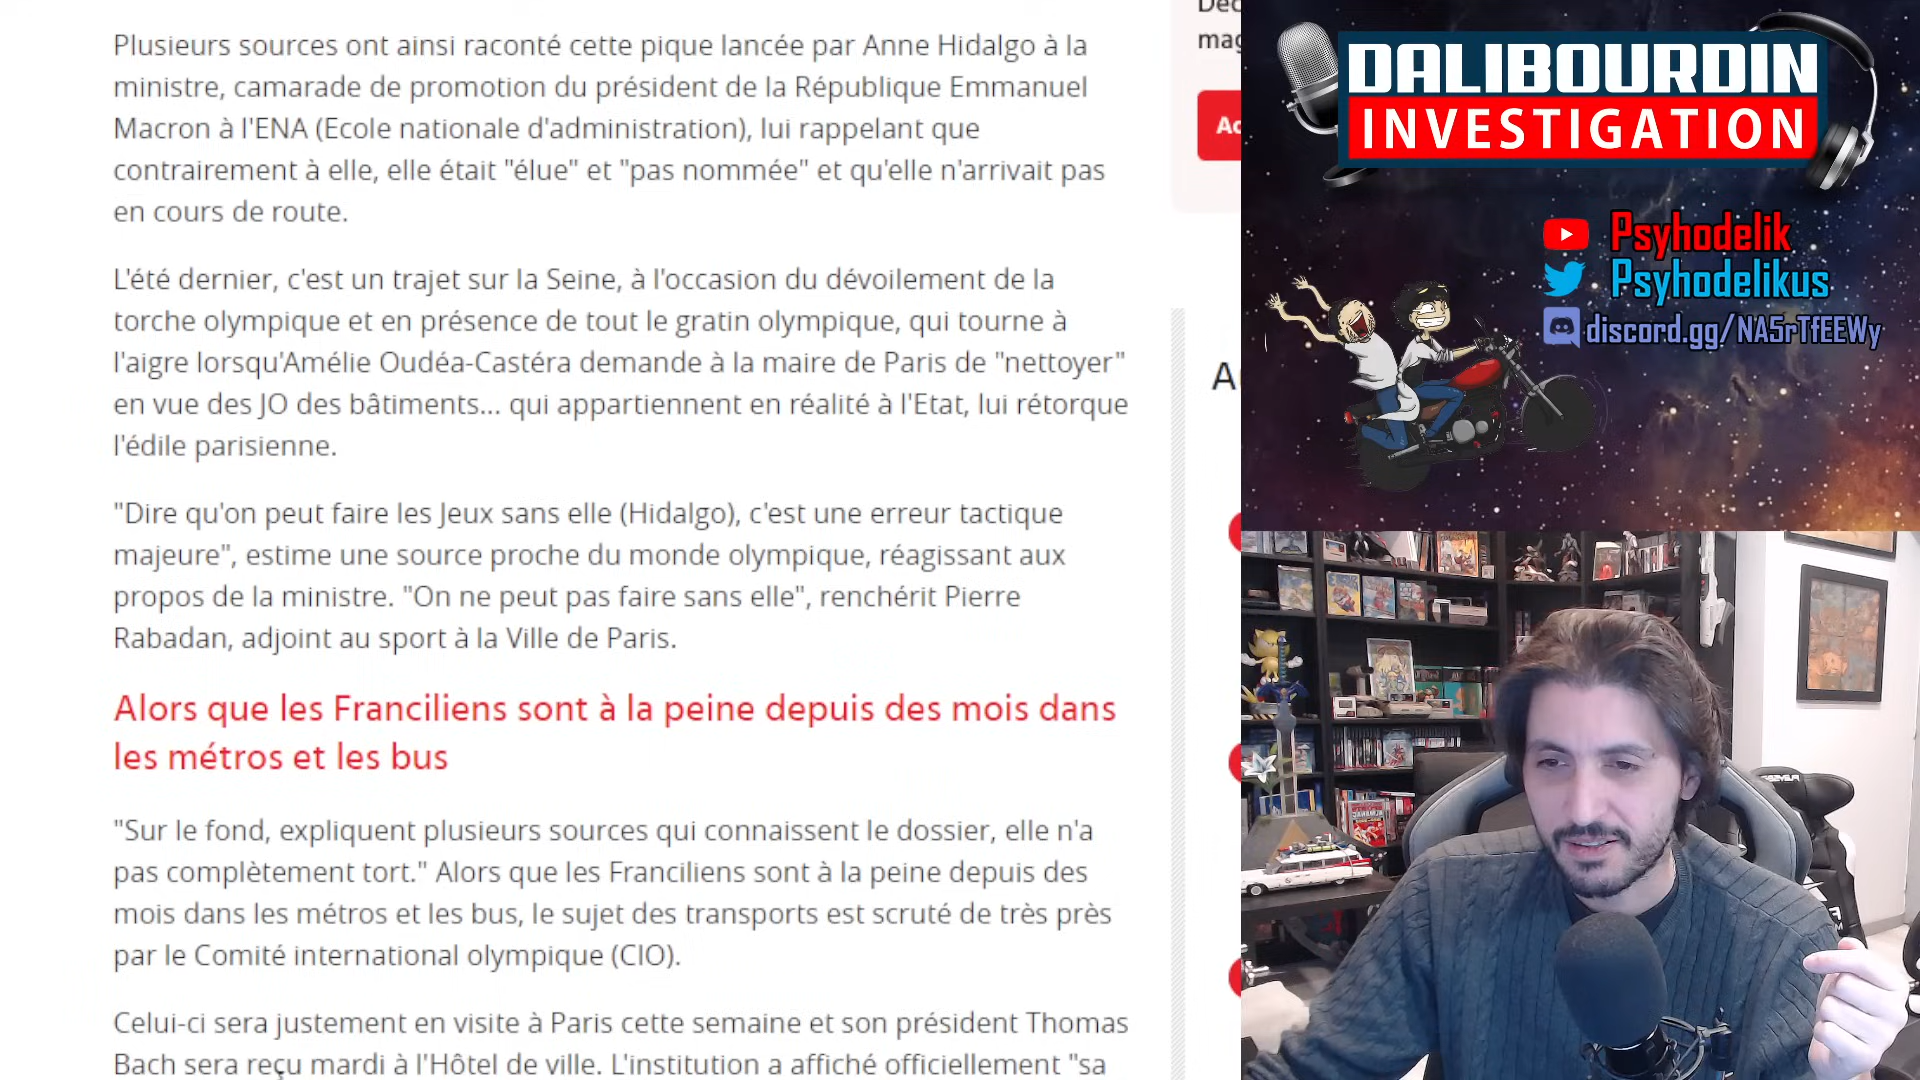 Plusieurs sources ont ainsi raconté cette pique lancée par Anne Hidalgo à la
ministre, camarade de promotion du président de la République Emmanuel
Macron à l'ENA (Ecole nationale d'administration), lui rappelant que
contrairement à elle, elle était "élue" et "pas nommée" et qu'elle n'arrivait pas
en cours de route.
L'été dernier, c'est un trajet sur la Seine, à l'occasion du dévoilement de la
torche olympique et en présence de tout le gratin olympique, qui tourne à
l'aigre lorsqu'Amélie Oudéa-Castéra demande à la maire de Paris de "nettoyer"
en vue des JO des bâtiments... qui appartiennent en réalité à l'Etat, lui rétorque
l'édile parisienne.
"Dire qu'on peut faire les Jeux sans elle (Hidalgo), c'est une erreur tactique
majeure", estime une source proche du monde olympique, réagissant aux
propos de la ministre. "On ne peut pas faire sans elle", renchérit Pierre
Rabadan, adjoint au sport à la Ville de Paris.
Alors que les Franciliens sont à la peine depuis des mois dans
les métros et les bus
"Sur le fond, expliquent plusieurs sources qui connaissent le dossier, elle n'a
pas complètement tort." Alors que les Franciliens sont à la peine depuis des
mois dans les métros et les bus, le sujet des transports est scruté de très près
par le Comité international olympique (CIO).
Celui-ci sera justement en visite à Paris cette semaine et son président Thomas
Bach sera reçu mardi à l'Hôtel de ville. L'institution a affiché officiellement "sa
DALIBOURDIN
INVESTIGATION
Psyhodelik
Psyhodelikus
discord.gg/NA5rTfEEWy